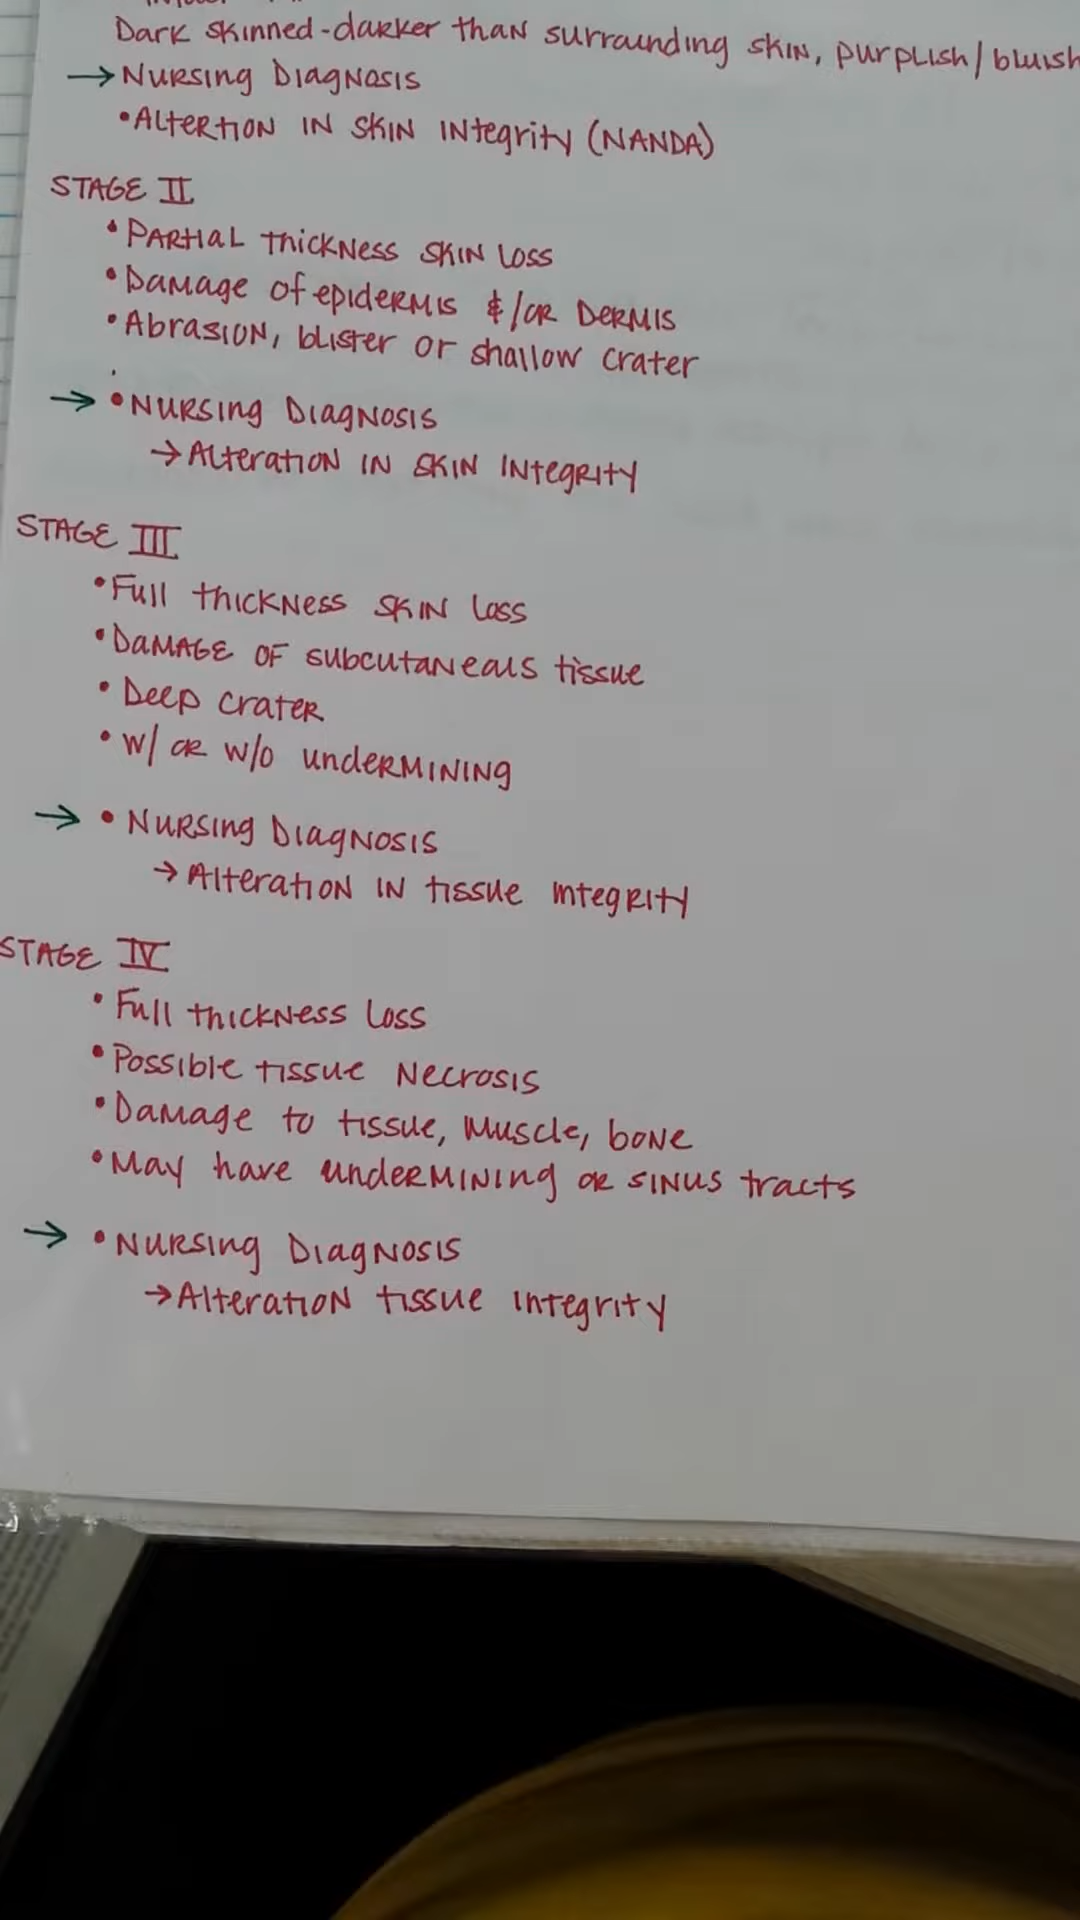 Dark skinned-darker than surrounding skin, purplish/bluish
→ Nursing Diagnosis
• Altertion in skin integrity (NANDA)
STAGE II
• Partial thickness skin loss
• Damage of epidermis &/or Dermis
• Abrasion, blister or shallow crater
→ • Nursing Diagnosis
→ Alteration in skin integrity
STAGE III
• Full thickness skin loss
• Damage of subcutaneous tissue
• Deep crater
• w/ or w/o undermining
→ • Nursing Diagnosis
→ Alteration in tissue integrity
STAGE IV
• Full thickness loss
• Possible tissue Necrosis
• Damage to tissue, muscle, bone
• May have undermining or sinus tracts
→ • Nursing Diagnosis
→ Alteration tissue integrity